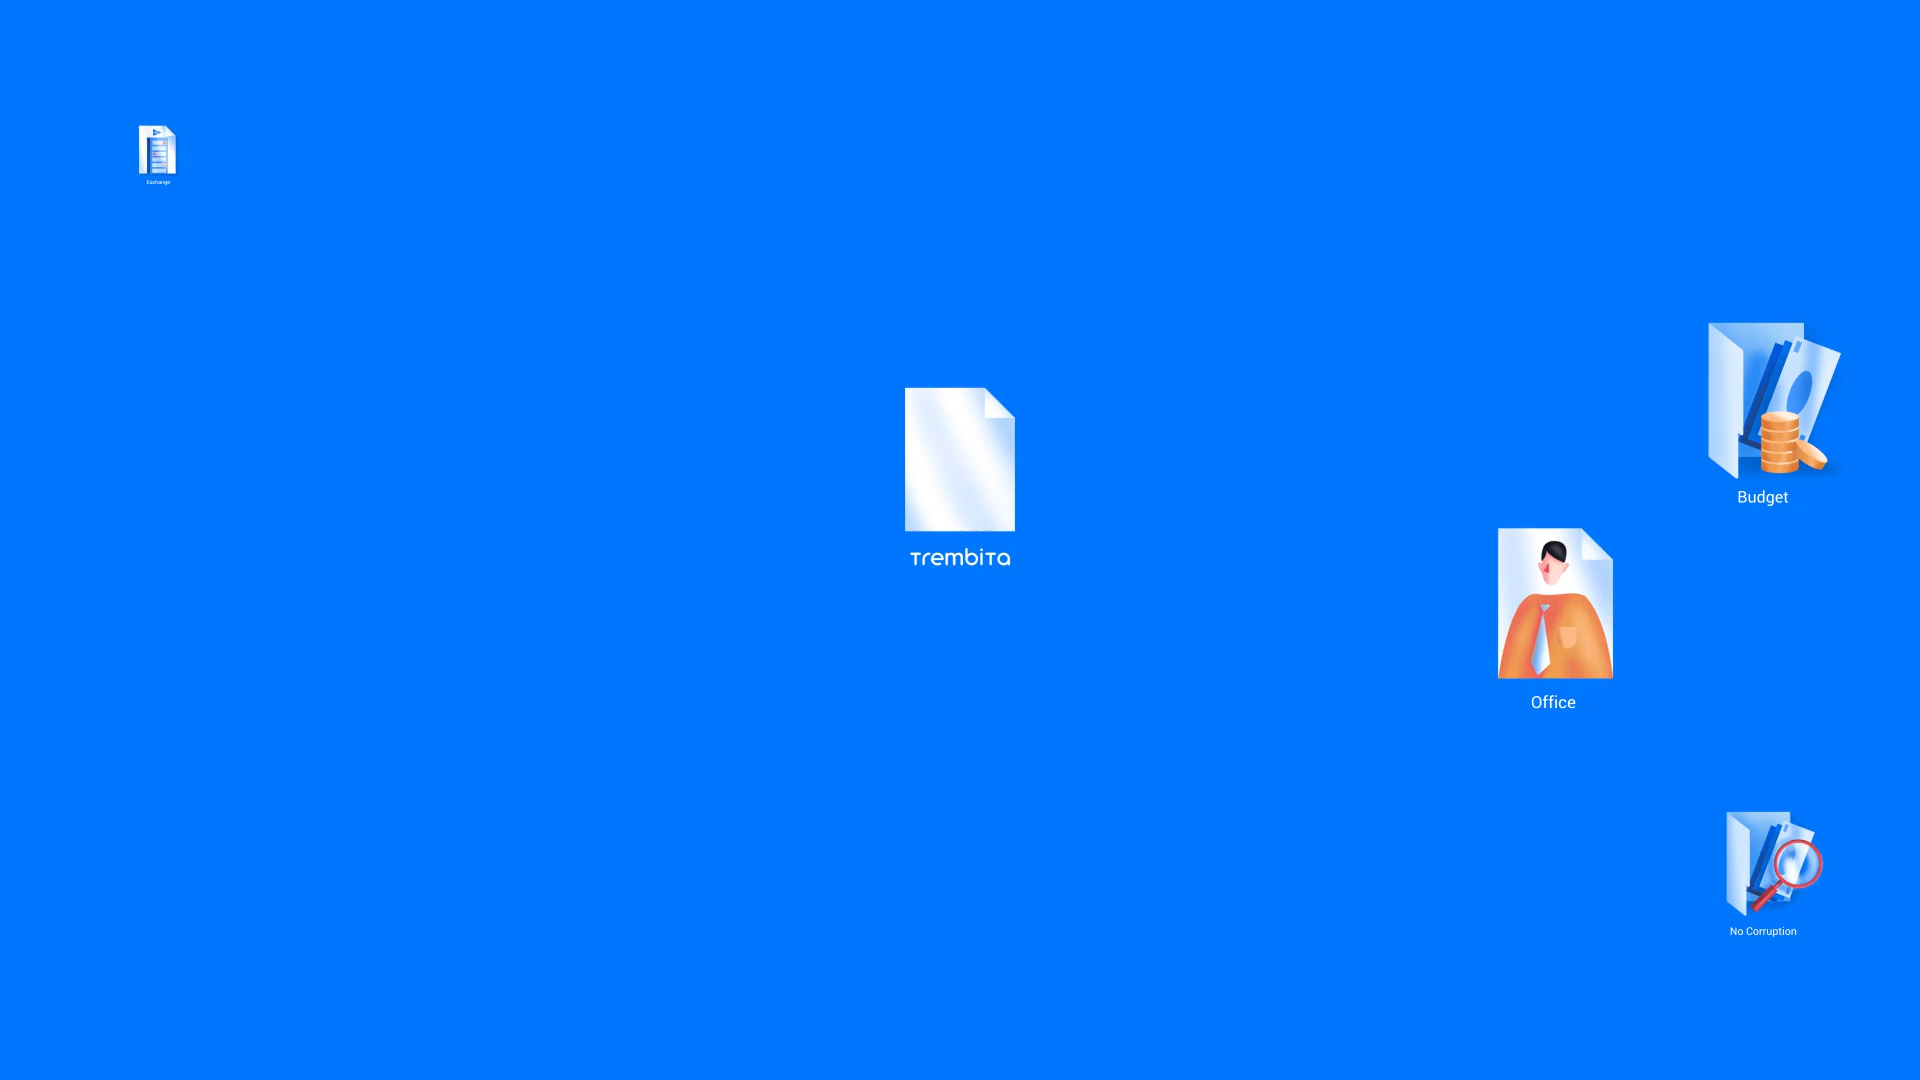 Exchange
Budget
trembita
Office
No Corruption